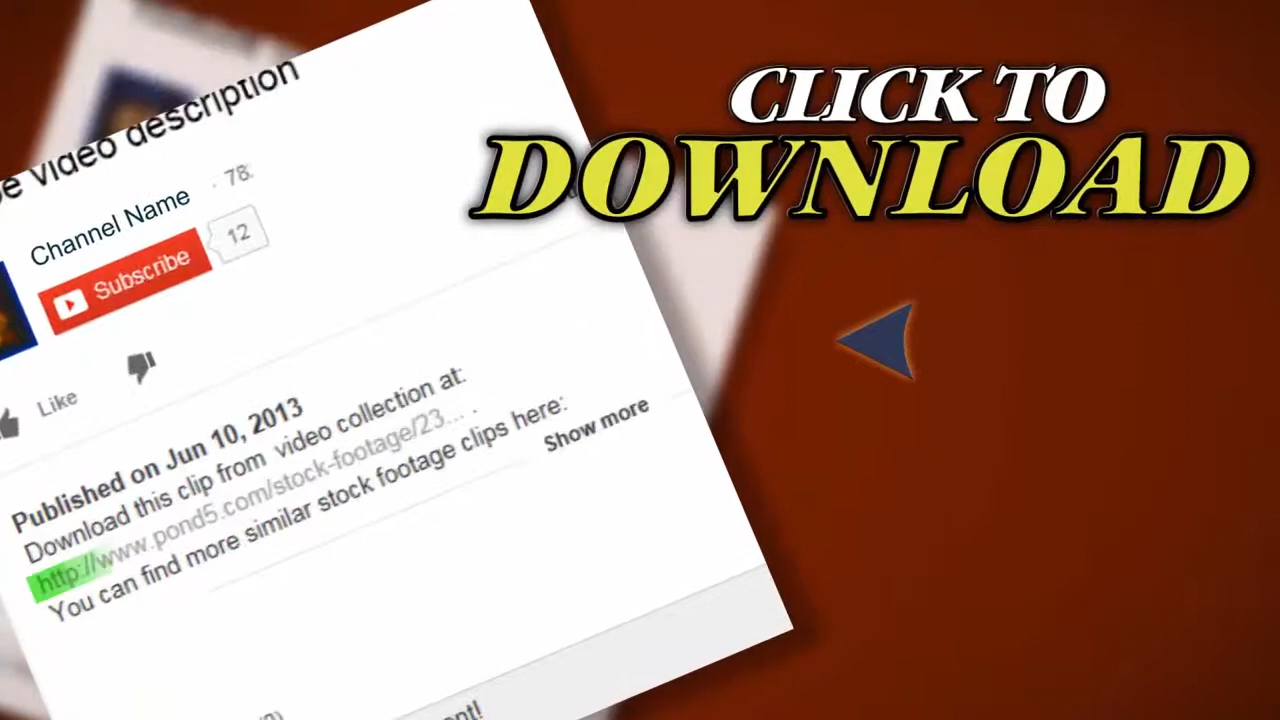 CLICK TO
DOWNLOAD
video description
Channel Name
78
Subscribe
12
Like
Published on Jun 10, 2013
Download this clip from video collection at:
http://www.pond5.com/stock-footage/23... .
You can find more similar stock footage clips here:
Show more